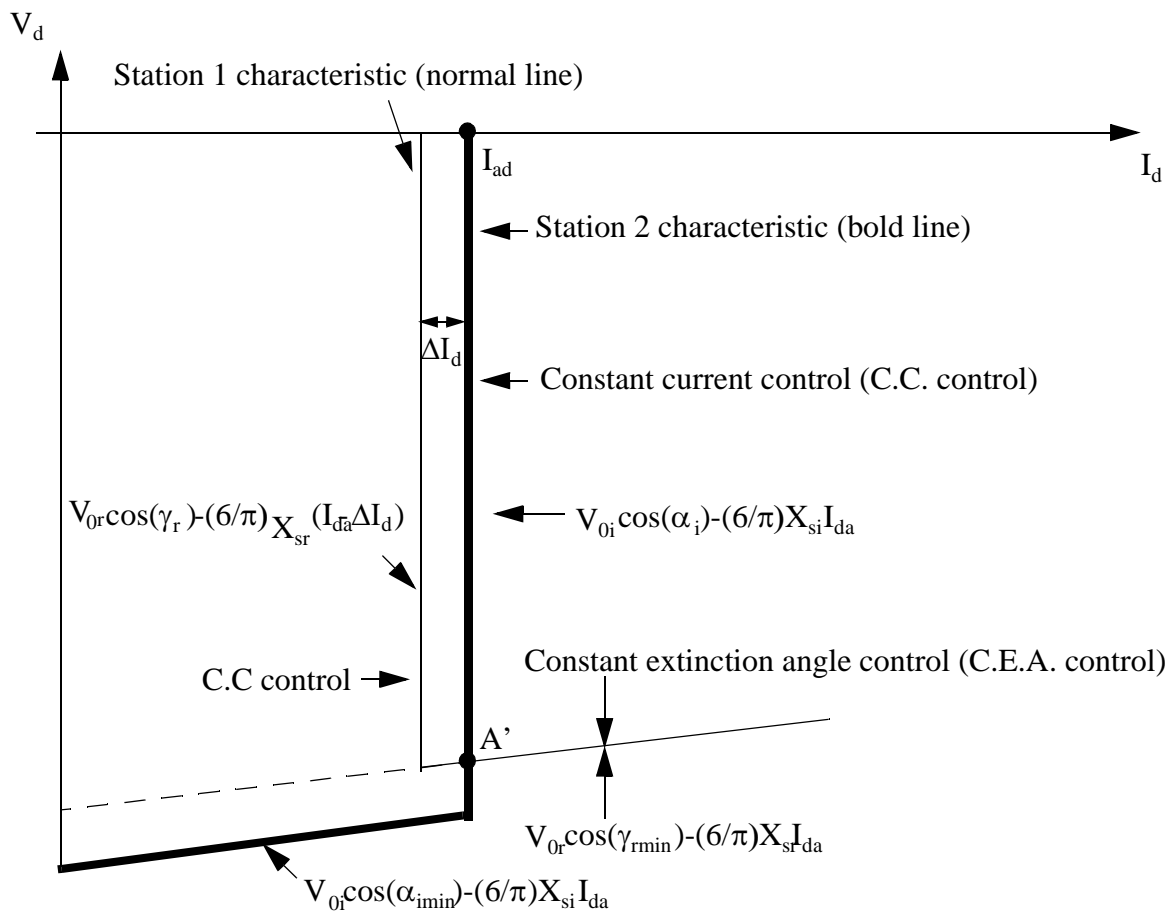 V_d
Station 1 characteristic (normal line)
I_ad
I_d
Station 2 characteristic (bold line)
ΔI_d
Constant current control (C.C. control)
V_0r cos(γ_r)-(6/π) X_sr (I_da-ΔI_d)
V_0i cos(α_i)-(6/π)X_si I_da
Constant extinction angle control (C.E.A. control)
C.C control
A’
V_0r cos(γ_rmin)-(6/π)X_sr I_da
V_0i cos(α_imin)-(6/π)X_si I_da